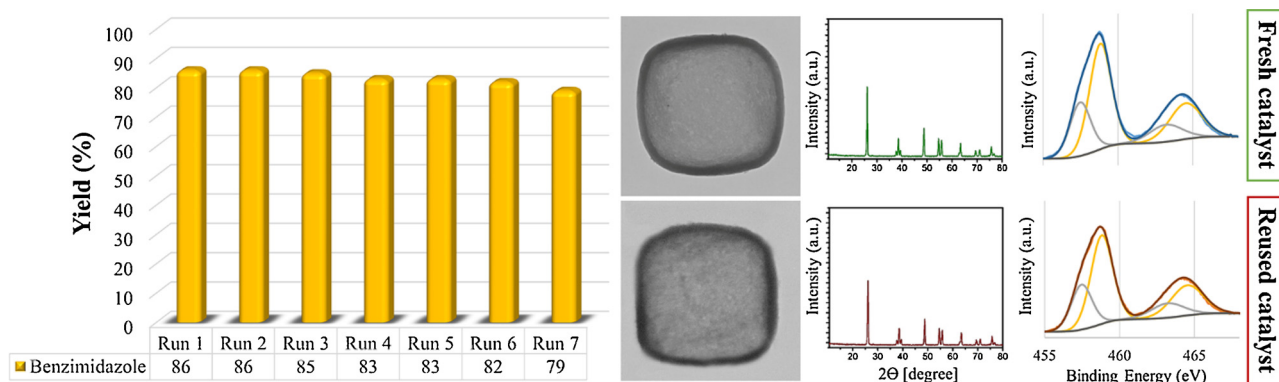 Yield (%)
100
90
80
70
60
50
40
30
20
10
0
Run 1 Run 2 Run 3 Run 4 Run 5 Run 6 Run 7
Benzimidazole 86 86 85 83 83 82 79
Intensity (a.u.)
20 30 40 50 60 70 80
Intensity (a.u.)
455 460 465
Fresh catalyst
Intensity (a.u.)
20 30 40 50 60 70 80
2Θ [degree]
Intensity (a.u.)
455 460 465
Binding Energy (eV)
Reused catalyst